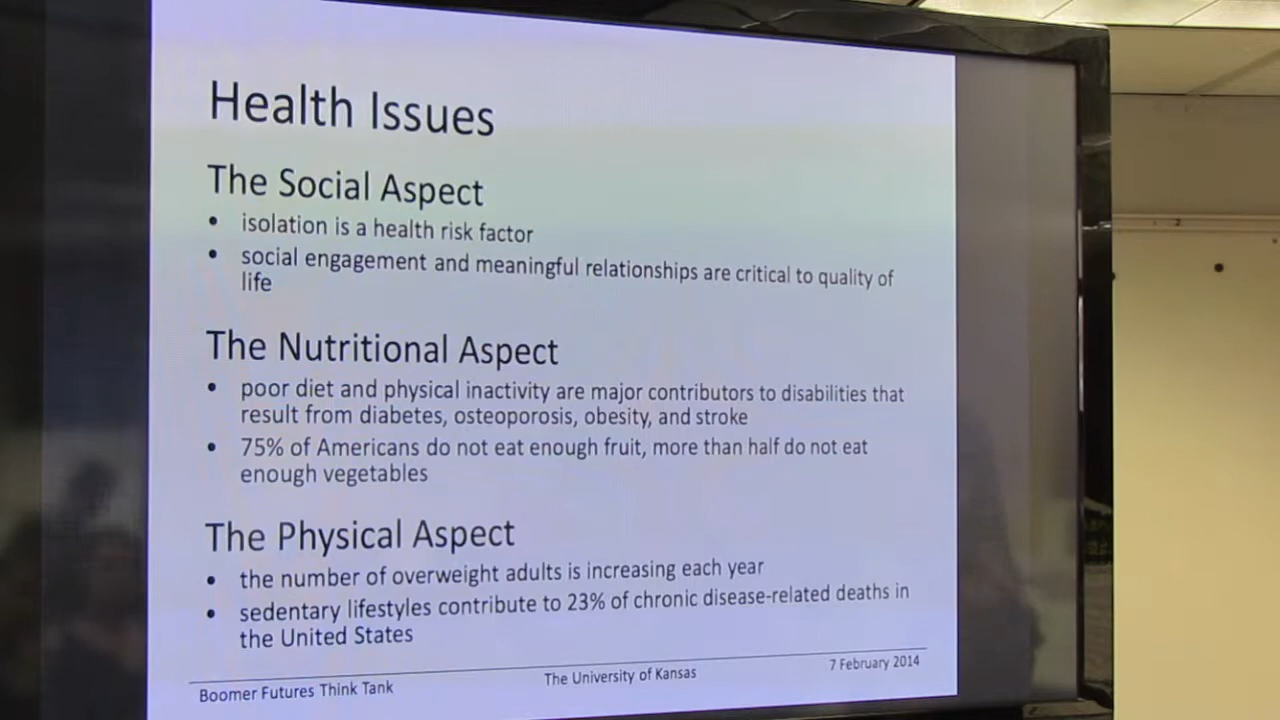 Health Issues
The Social Aspect
• isolation is a health risk factor
• social engagement and meaningful relationships are critical to quality of
life
The Nutritional Aspect
• poor diet and physical inactivity are major contributors to disabilities that
result from diabetes, osteoporosis, obesity, and stroke
• 75% of Americans do not eat enough fruit, more than half do not eat
enough vegetables
The Physical Aspect
• the number of overweight adults is increasing each year
• sedentary lifestyles contribute to 23% of chronic disease-related deaths in
the United States
Boomer Futures Think Tank The University of Kansas 7 February 2014